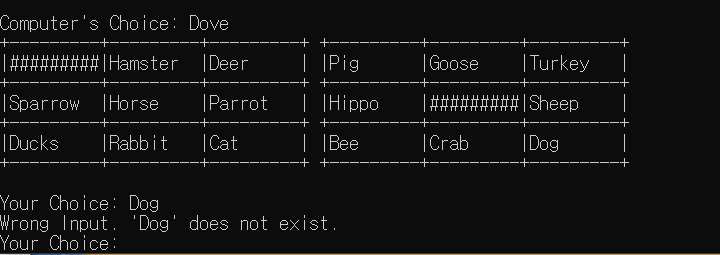 Computer's Choice: Dove
+---------+---------+---------+ +---------+---------+---------+
|#########|Hamster  |Deer     | |Pig      |Goose    |Turkey   |
+---------+---------+---------+ +---------+---------+---------+
|Sparrow  |Horse    |Parrot   | |Hippo    |#########|Sheep    |
+---------+---------+---------+ +---------+---------+---------+
|Ducks    |Rabbit   |Cat      | |Bee      |Crab     |Dog      |
+---------+---------+---------+ +---------+---------+---------+
Your Choice: Dog
Wrong Input. 'Dog' does not exist.
Your Choice: